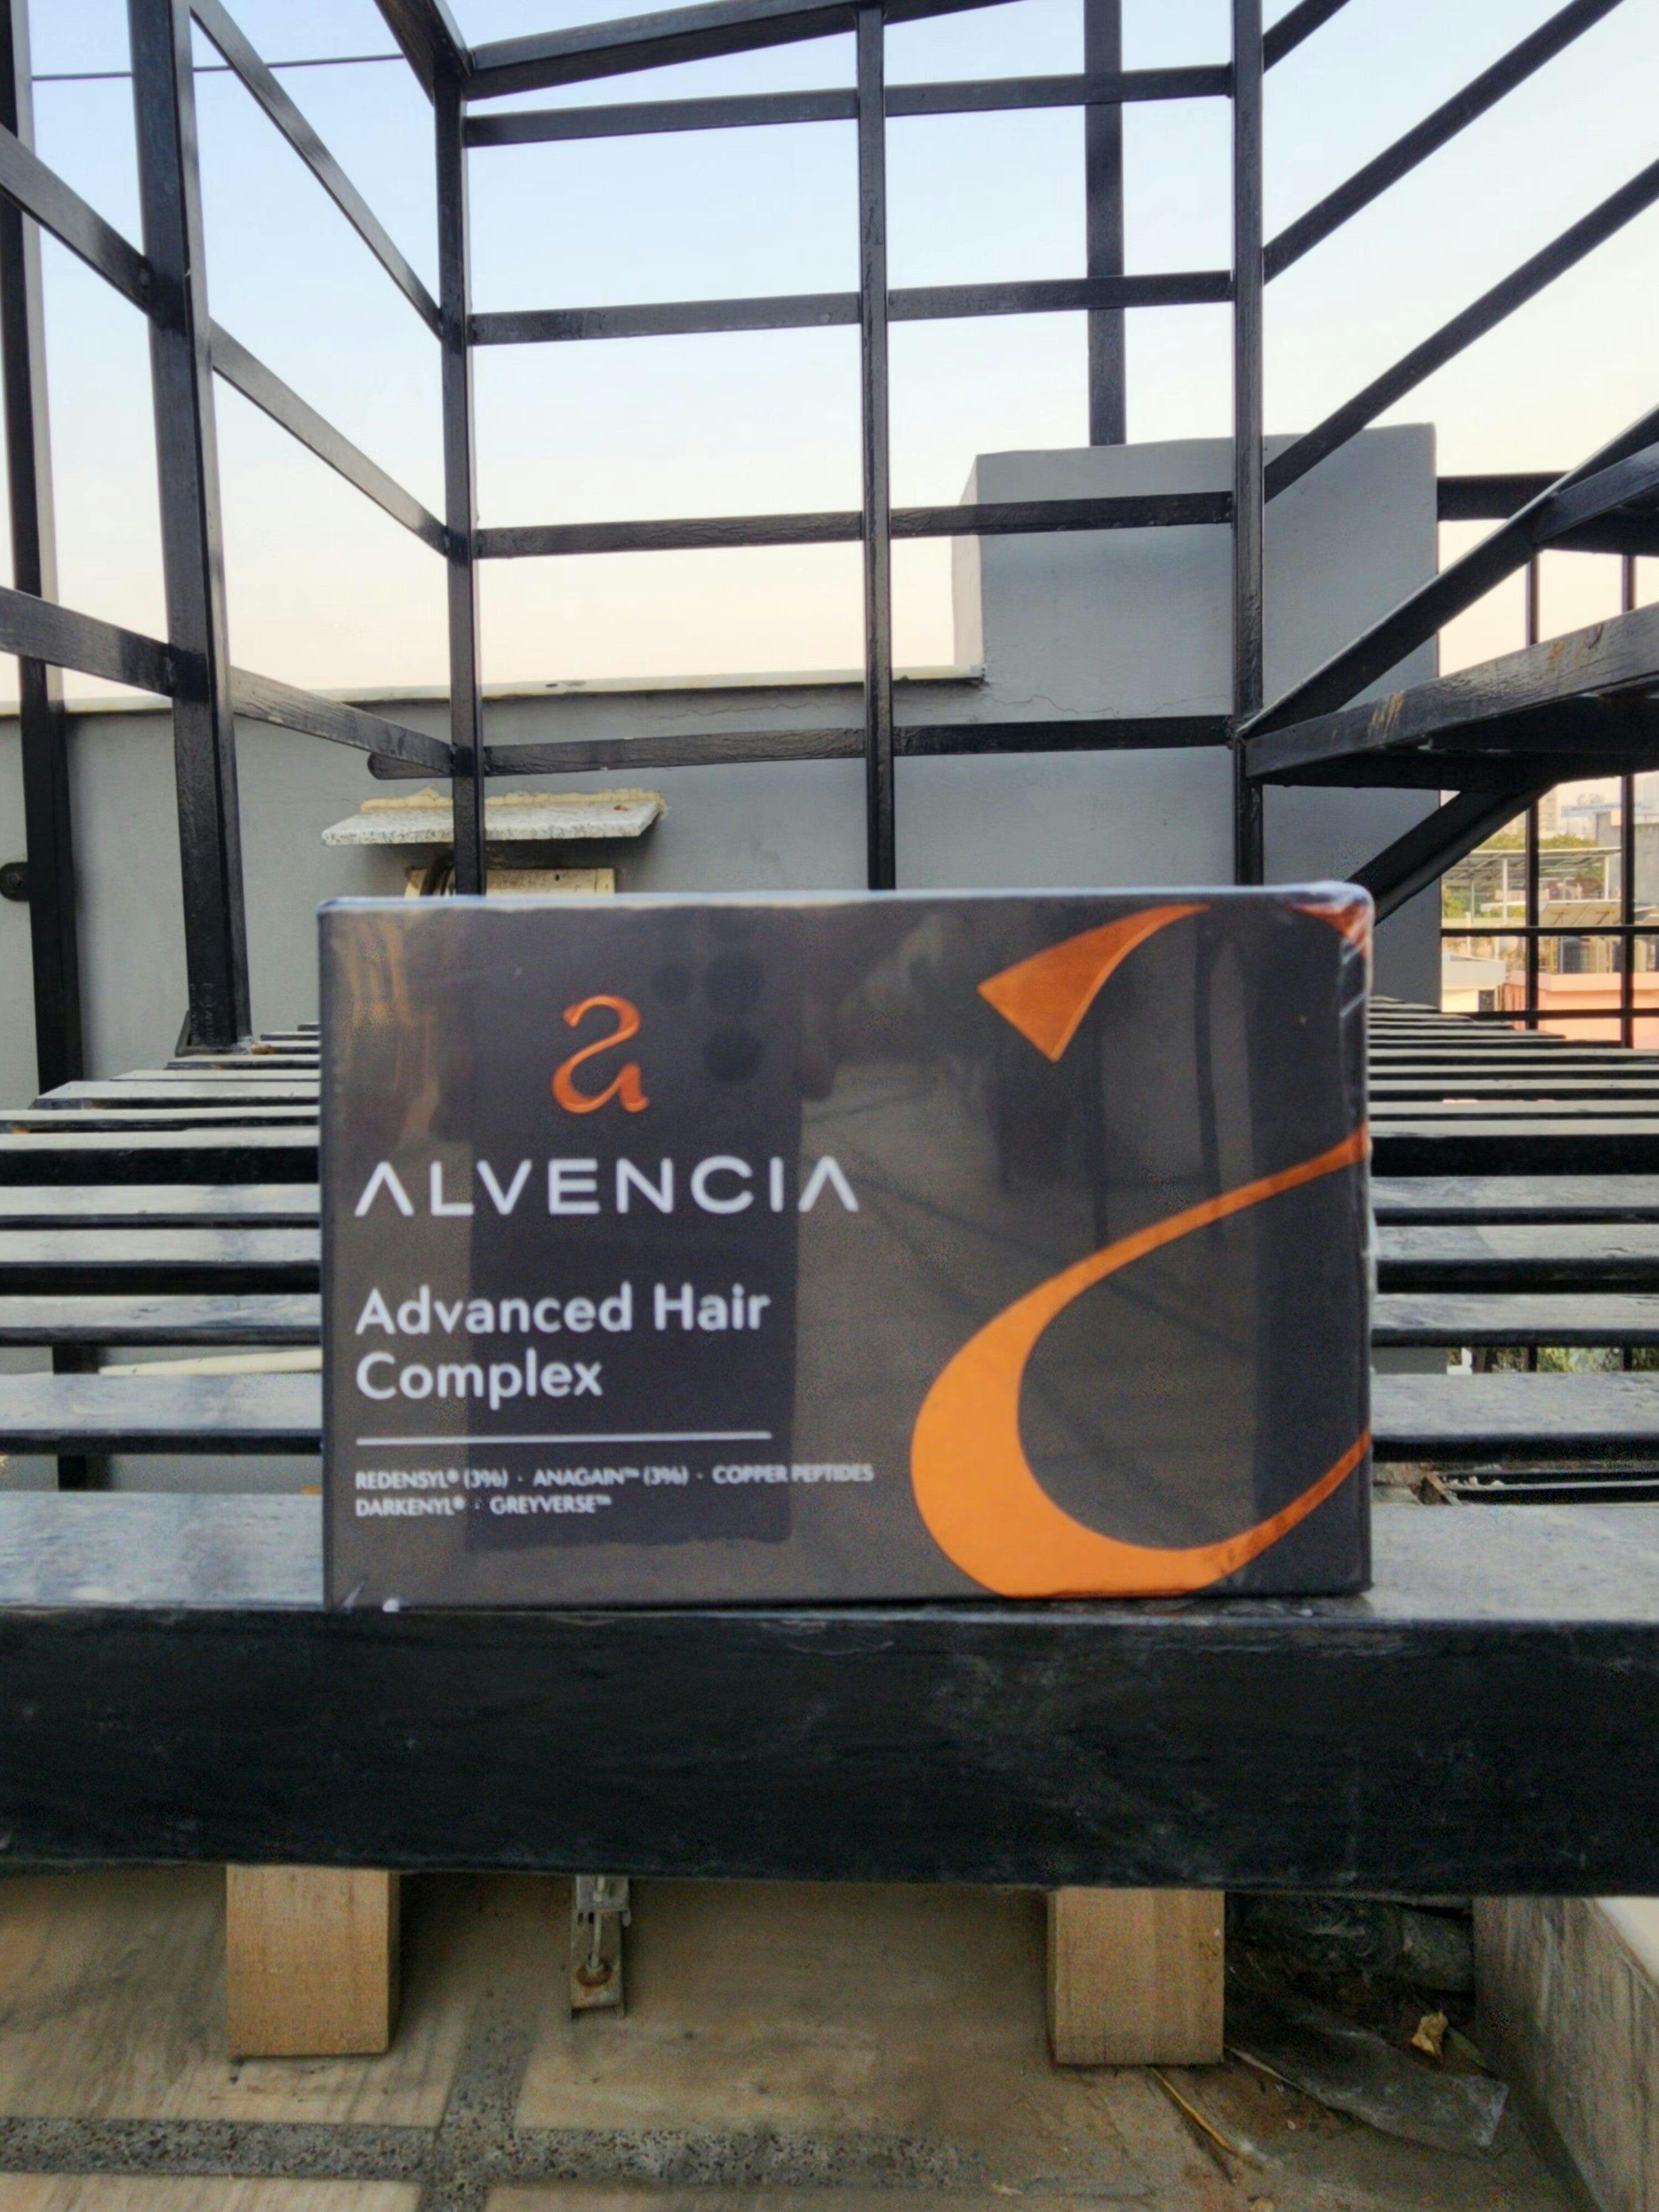 a
ALVENCIA
Advanced Hair
Complex
REDENSYL® (3%) · ANAGAIN™ (3%) · COPPER PEPTIDES
DARKENYL® · GREYVERSE™